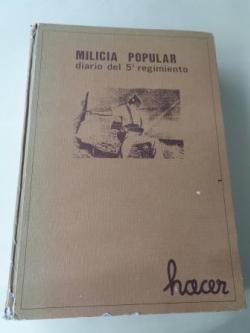 MILICIA POPULAR
diario del 5º regimiento
hacer